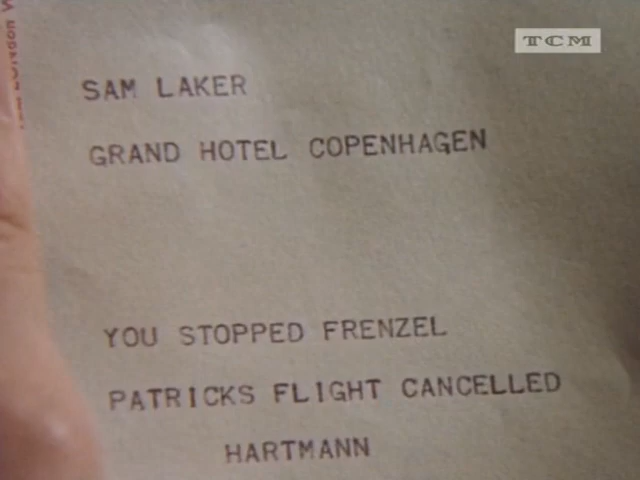 TCM
SAM LAKER
GRAND HOTEL COPENHAGEN
YOU STOPPED FRENZEL
PATRICKS FLIGHT CANCELLED
HARTMANN